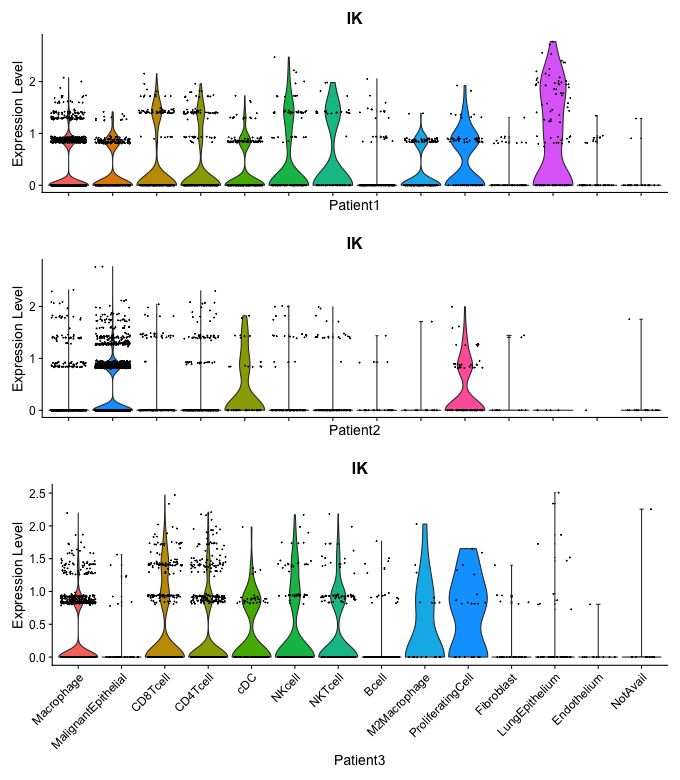 IK
Expression Level
2
1
0
Patient1
IK
Expression Level
2
1
0
Patient2
IK
Expression Level
2.5
2.0
1.5
1.0
0.5
0.0
Macrophage
MalignantEpithelial
CD8Tcell
CD4Tcell
cDC
NKcell
NKTcell
Bcell
M2Macrophage
ProliferatingCell
Fibroblast
LungEpithelium
Endothelium
NotAvail
Patient3